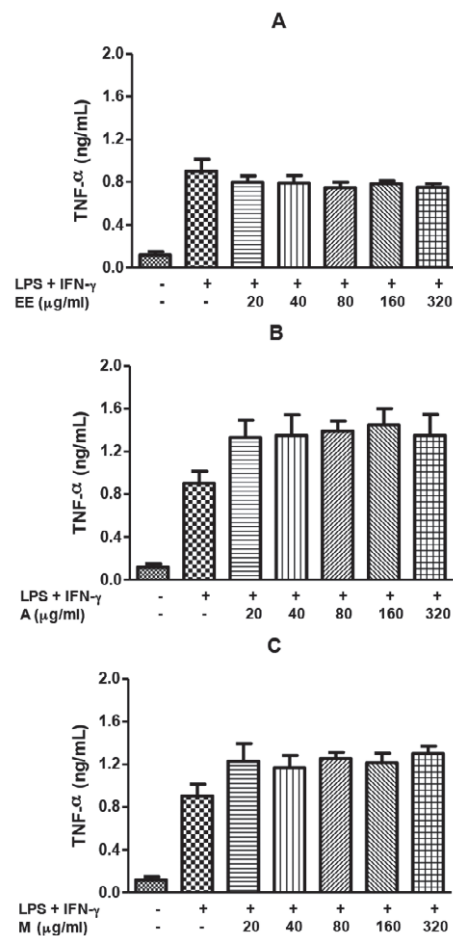 A
TNF-α (ng/mL)
2.0
1.6
1.2
0.8
0.4
0.0
LPS + IFN-γ - + + + + + +
EE (µg/ml) - - 20 40 80 160 320
B
TNF-α (ng/mL)
2.0
1.6
1.2
0.8
0.4
0.0
LPS + IFN-γ - + + + + + +
A (µg/ml) - - 20 40 80 160 320
C
TNF-α (ng/mL)
2.0
1.6
1.2
0.8
0.4
0.0
LPS + IFN-γ - + + + + + +
M (µg/ml) - - 20 40 80 160 320